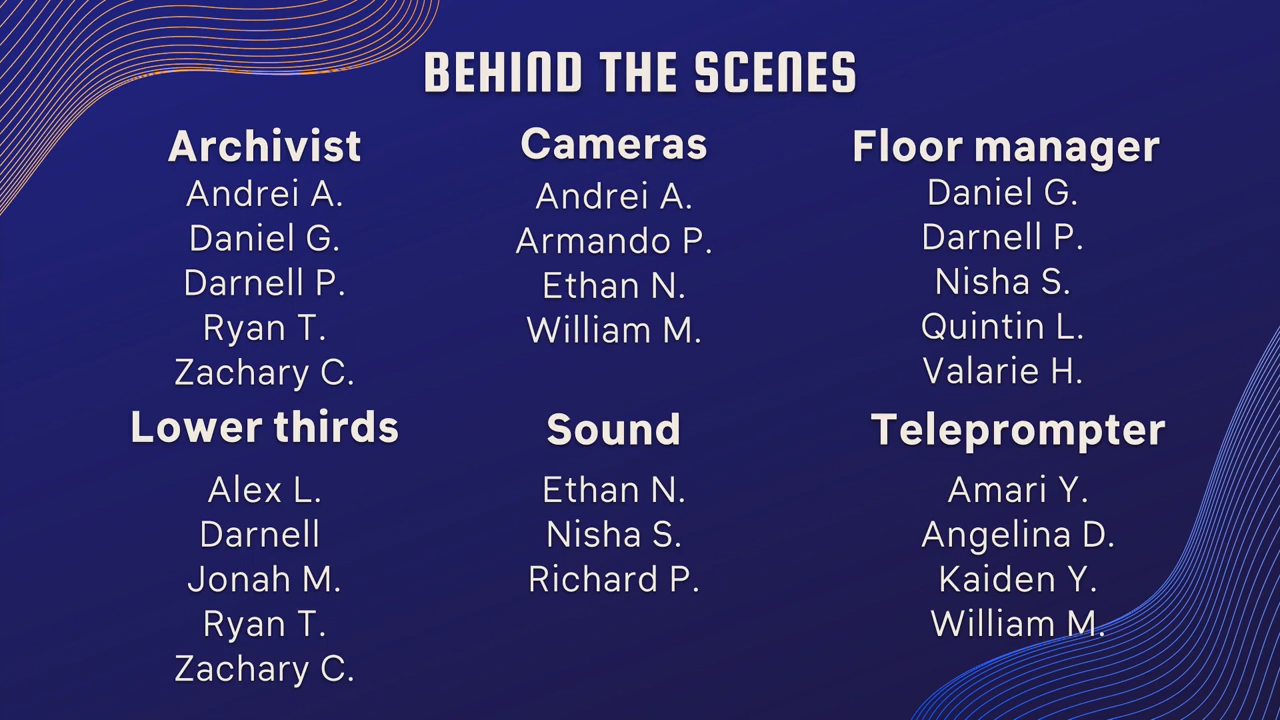 BEHIND THE SCENES
Archivist
Andrei A.
Daniel G.
Darnell P.
Ryan T.
Zachary C.
Cameras
Andrei A.
Armando P.
Ethan N.
William M.
Floor manager
Daniel G.
Darnell P.
Nisha S.
Quintin L.
Valarie H.
Lower thirds
Alex L.
Darnell
Jonah M.
Ryan T.
Zachary C.
Sound
Ethan N.
Nisha S.
Richard P.
Teleprompter
Amari Y.
Angelina D.
Kaiden Y.
William M.